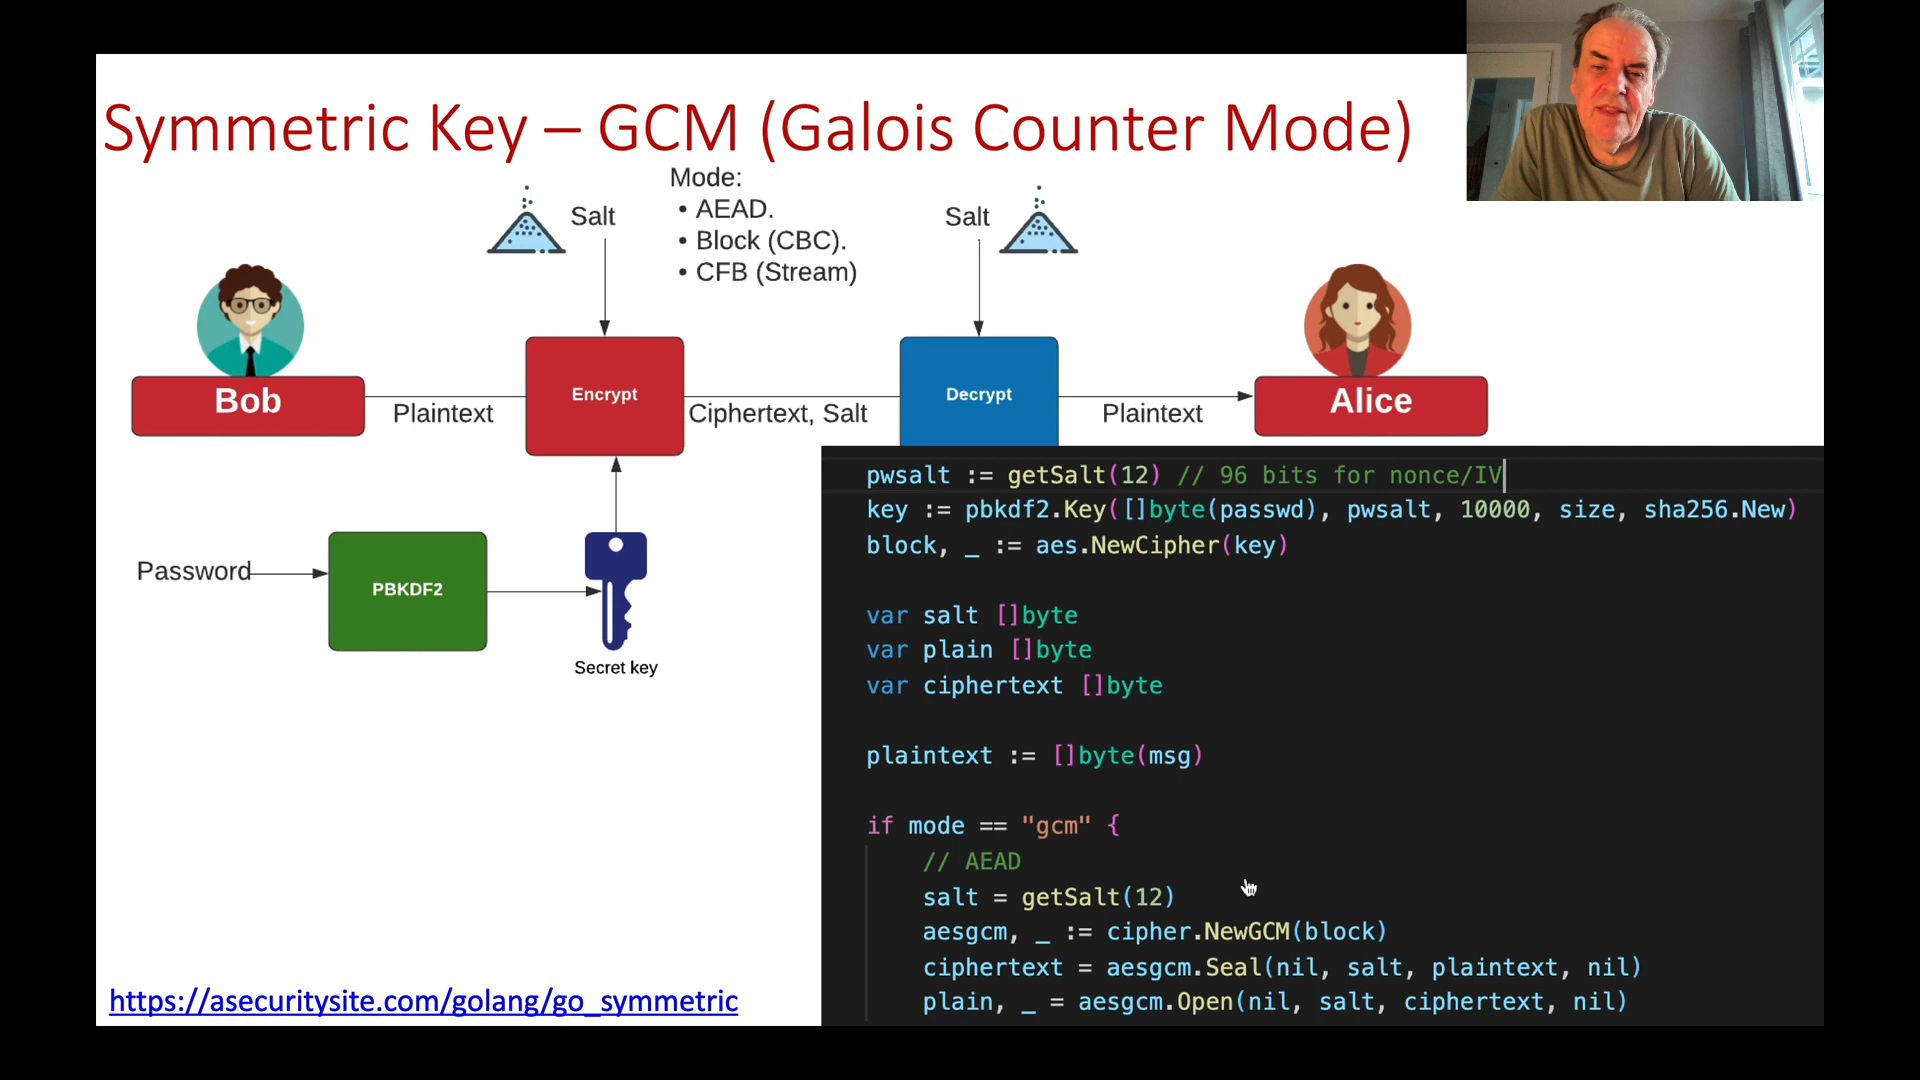 Symmetric Key – GCM (Galois Counter Mode)
Mode:
• AEAD.
• Block (CBC).
• CFB (Stream)
Salt
Salt
Bob
Plaintext
Encrypt
Ciphertext, Salt
Decrypt
Plaintext
Alice
Password
PBKDF2
Secret key
pwsalt := getSalt(12) // 96 bits for nonce/IV
key := pbkdf2.Key([]byte(passwd), pwsalt, 10000, size, sha256.New)
block, _ := aes.NewCipher(key)
var salt []byte
var plain []byte
var ciphertext []byte
plaintext := []byte(msg)
if mode == "gcm" {
// AEAD
salt = getSalt(12)
aesgcm, _ := cipher.NewGCM(block)
ciphertext = aesgcm.Seal(nil, salt, plaintext, nil)
plain, _ = aesgcm.Open(nil, salt, ciphertext, nil)
https://asecuritysite.com/golang/go_symmetric